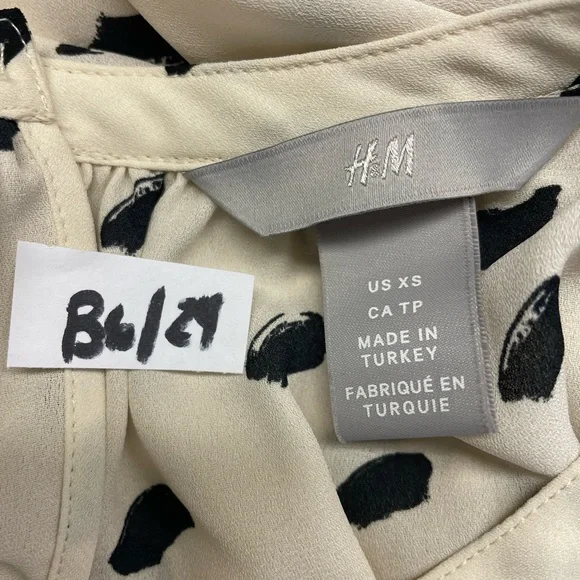 H&M
US XS
CA TP
MADE IN
TURKEY
FABRIQUÉ EN
TURQUIE
B6/29